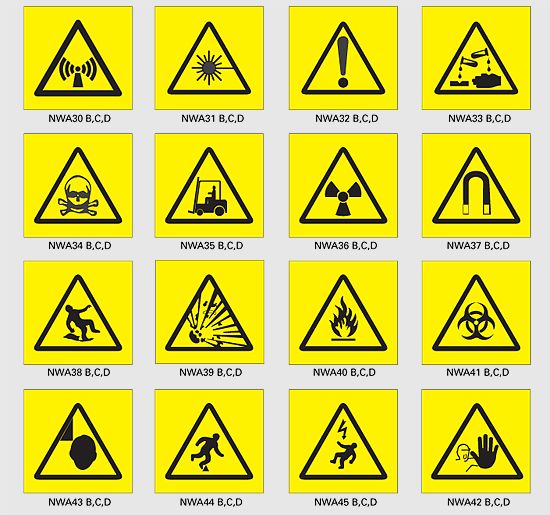 NWA30 B,C,D
NWA31 B,C,D
NWA32 B,C,D
NWA33 B,C,D
NWA34 B,C,D
NWA35 B,C,D
NWA36 B,C,D
NWA37 B,C,D
NWA38 B,C,D
NWA39 B,C,D
NWA40 B,C,D
NWA41 B,C,D
NWA43 B,C,D
NWA44 B,C,D
NWA45 B,C,D
NWA42 B,C,D